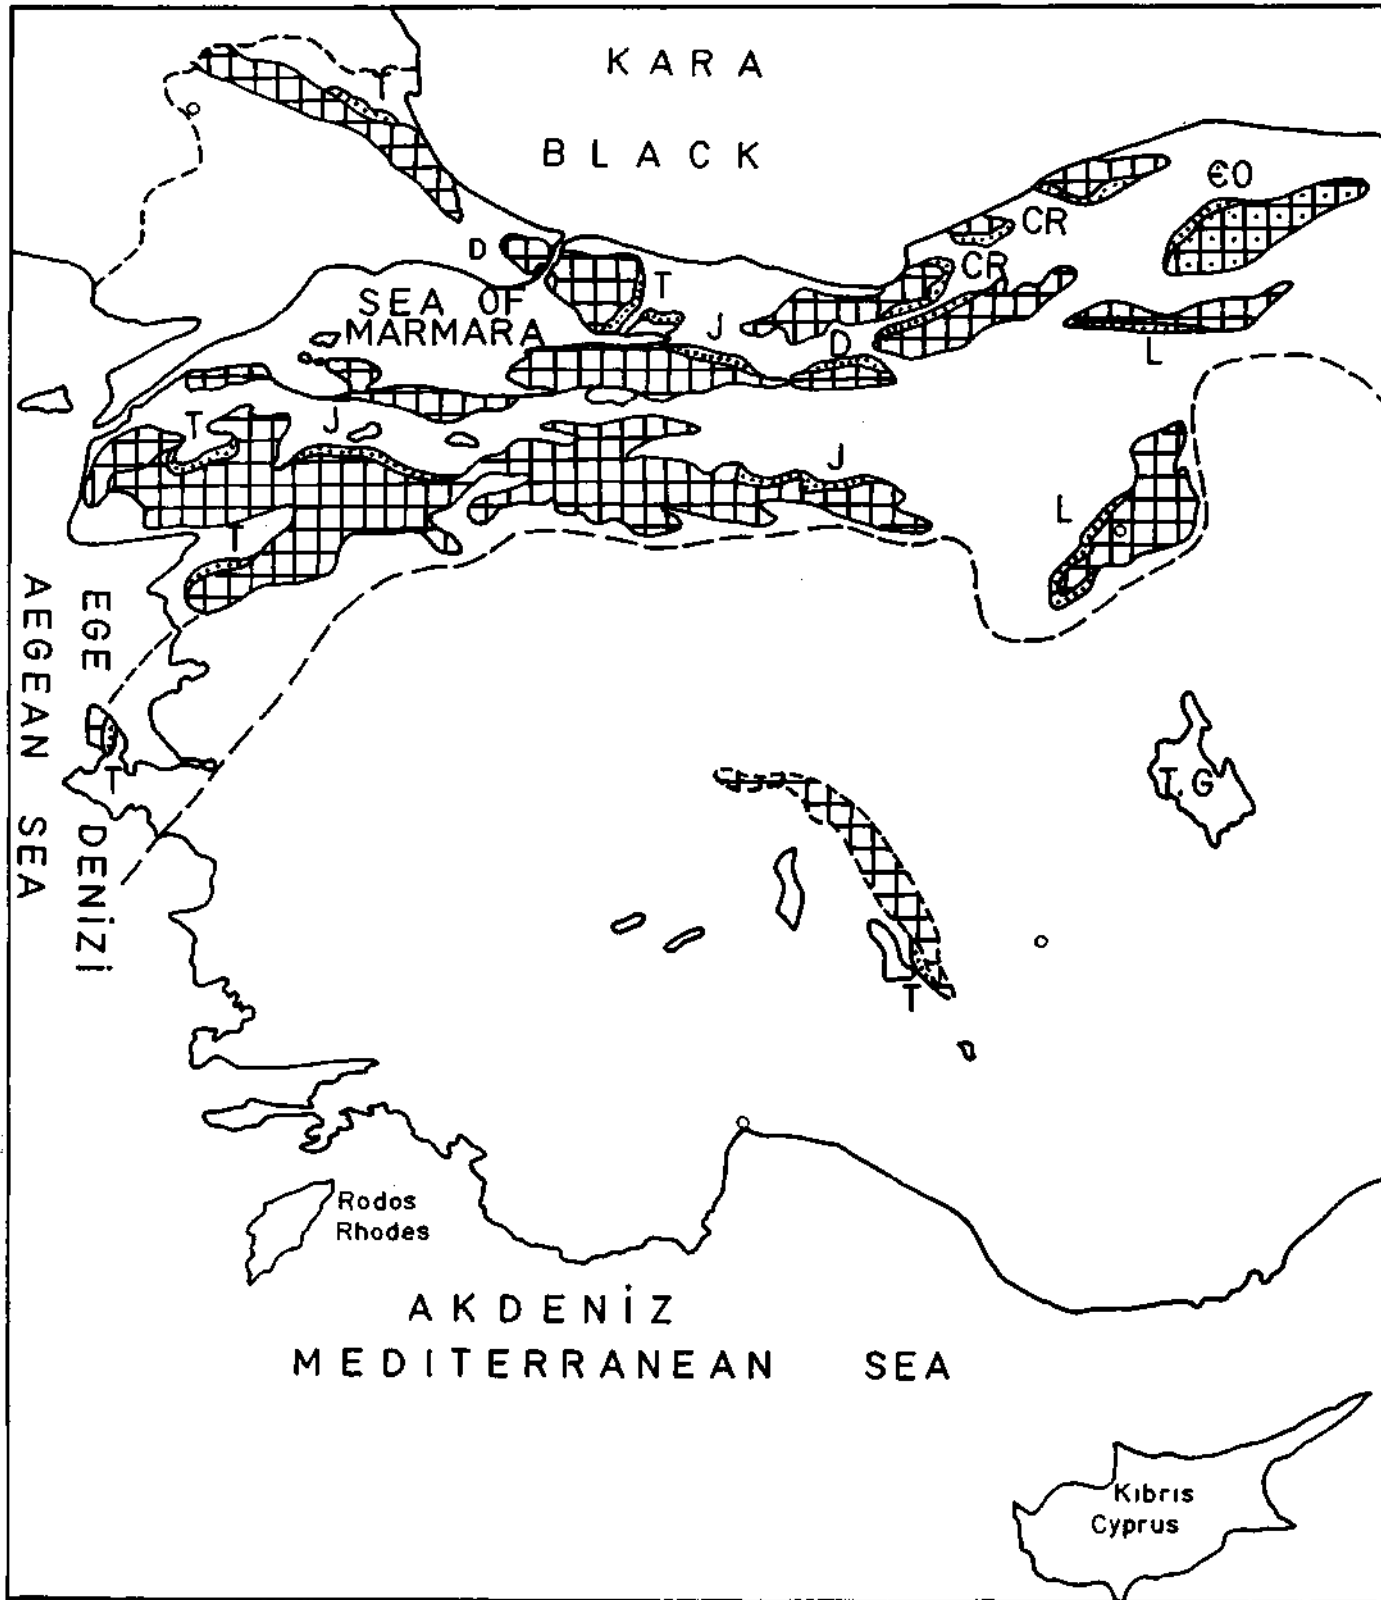 KARA
BLACK
T
ЄO
CR
D
CR
T
SEA OF
MARMARA
J
D
L
T
J
J
L
T
EGE DENİZİ
AEGEAN SEA
T
T,G
T
Rodos
Rhodes
AKDENİZ
MEDITERRANEAN SEA
Kıbrıs
Cyprus